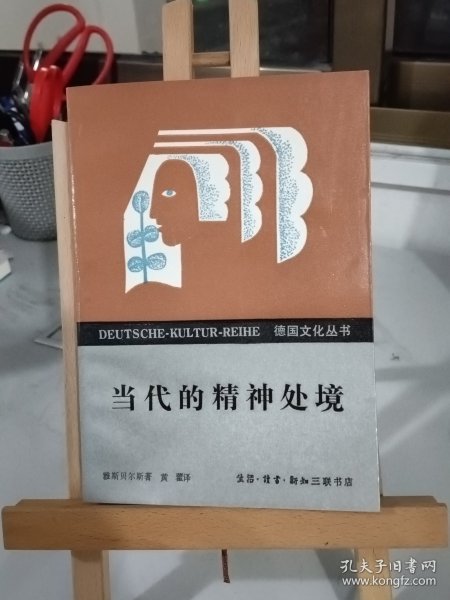 DEUTSCHE-KULTUR-REIHE 德国文化丛书
当代的精神处境
雅斯贝尔斯著 黄 藿译
生活·读书·新知三联书店
孔夫子旧书网
www.kongfz.com